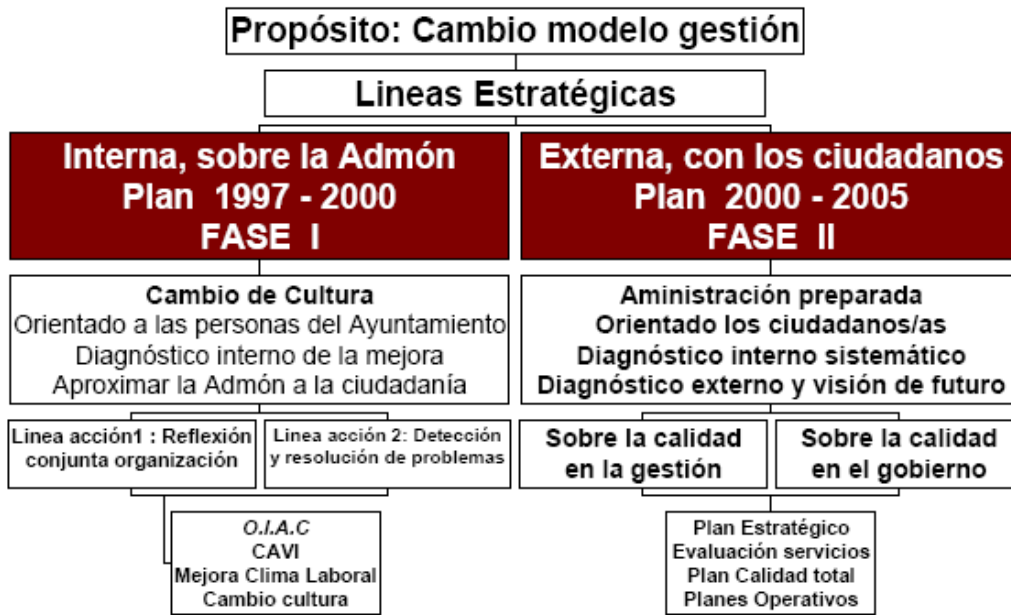 Propósito: Cambio modelo gestión
Lineas Estratégicas
Interna, sobre la Admón
Plan 1997 - 2000
FASE I
Externa, con los ciudadanos
Plan 2000 - 2005
FASE II
Cambio de Cultura
Orientado a las personas del Ayuntamiento
Diagnóstico interno de la mejora
Aproximar la Admón a la ciudadanía
Aministración preparada
Orientado los ciudadanos/as
Diagnóstico interno sistemático
Diagnóstico externo y visión de futuro
Linea acción1 : Reflexión
conjunta organización
Linea acción 2: Detección
y resolución de problemas
Sobre la calidad
en la gestión
Sobre la calidad
en el gobierno
O.I.A.C
CAVI
Mejora Clima Laboral
Cambio cultura
Plan Estratégico
Evaluación servicios
Plan Calidad total
Planes Operativos